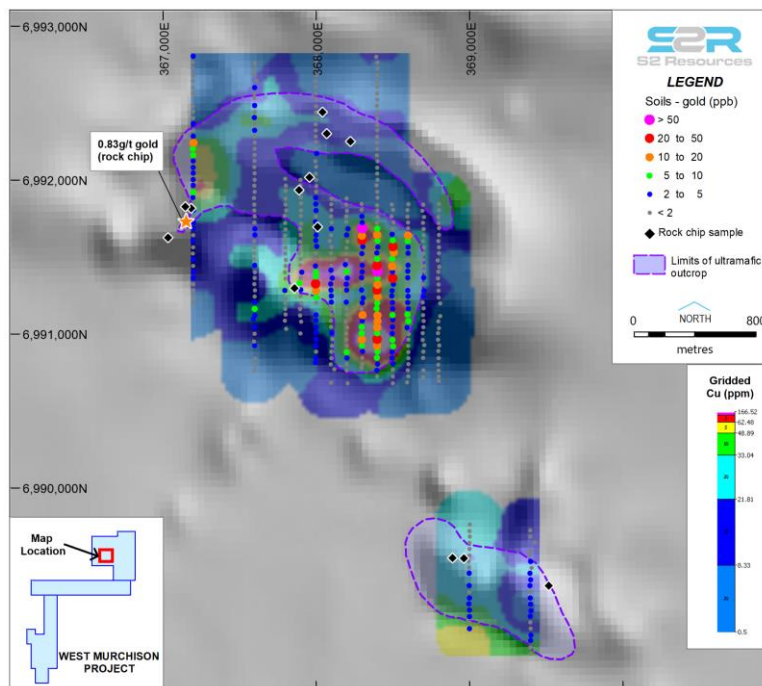 6,993,000N
367,000E
368,000E
369,000E
0.83g/t gold
(rock chip)
6,992,000N
6,991,000N
6,990,000N
S2R
S2 Resources
LEGEND
Soils - gold (ppb)
> 50
20 to 50
10 to 20
5 to 10
2 to 5
< 2
Rock chip sample
Limits of ultramafic
outcrop
NORTH
0 800
metres
Gridded
Cu (ppm)
166.52
62.48
48.89
33.04
21.81
8.33
0.5
Map
Location
WEST MURCHISON
PROJECT